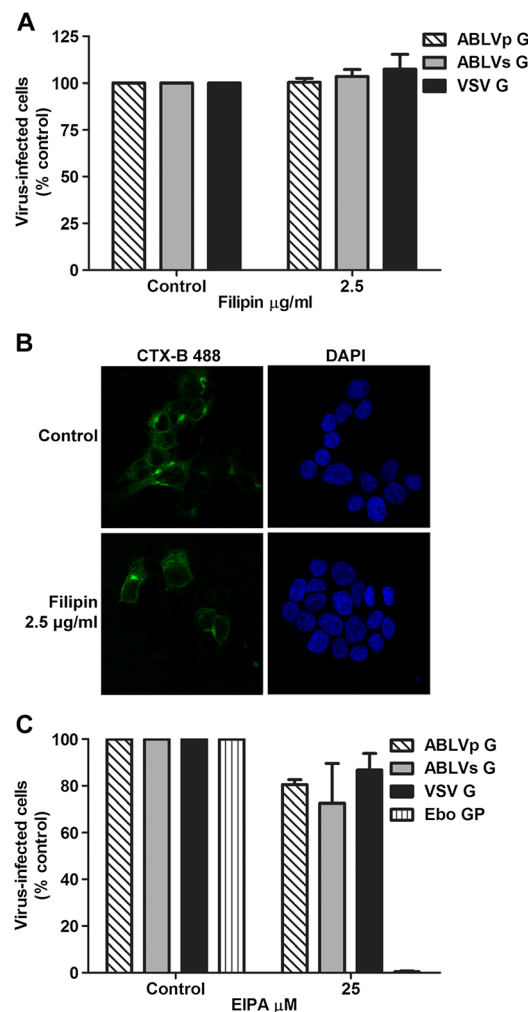 A
125
100
75
50
25
0
Virus-infected cells
(% control)
Control
2.5
Filipin µg/ml
ABLVp G
ABLVs G
VSV G
B
CTX-B 488
DAPI
Control
Filipin
2.5 µg/ml
C
100
80
60
40
20
0
Virus-infected cells
(% control)
Control
25
EIPA µM
ABLVp G
ABLVs G
VSV G
Ebo GP